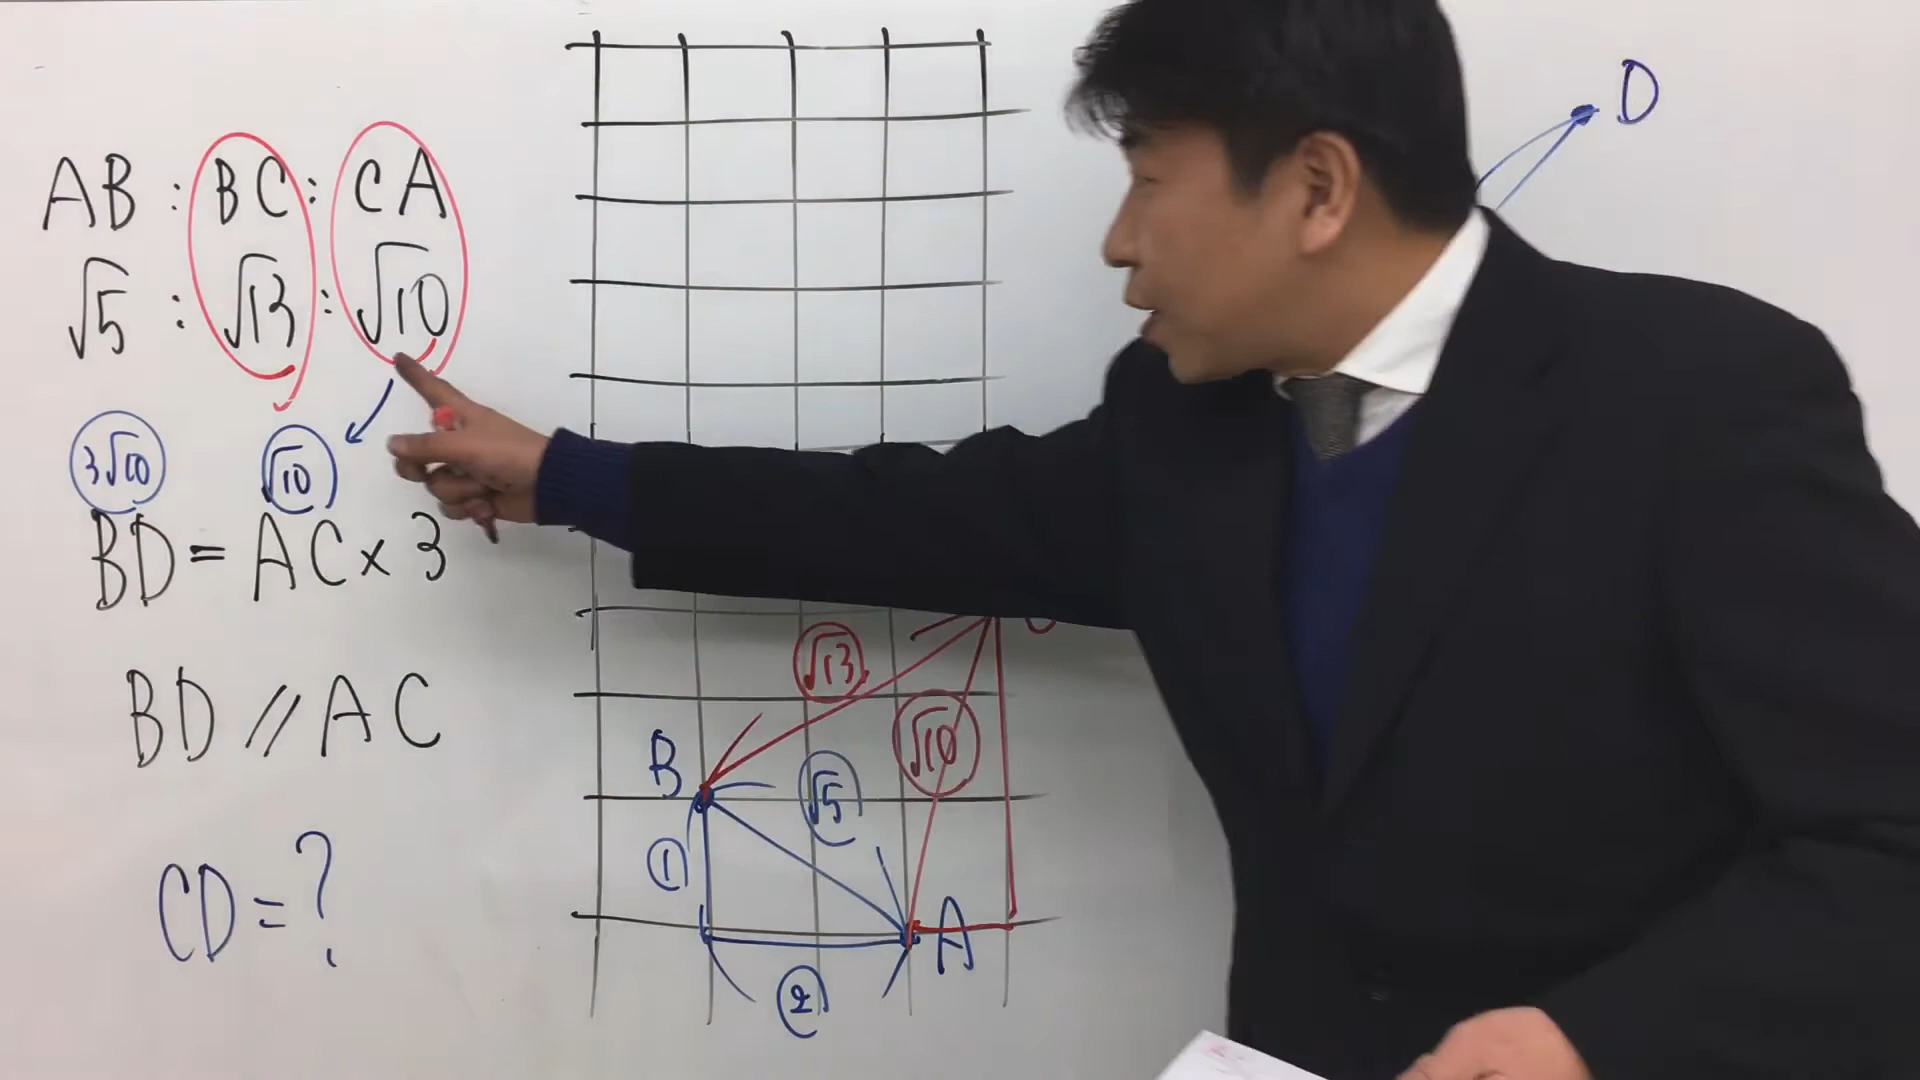 AB : BC : CA
√5 : √13 : √10
3√10 √10
BD = AC × 3
BD // AC
CD = ?
D
√13
√10
B
√5
①
A
②